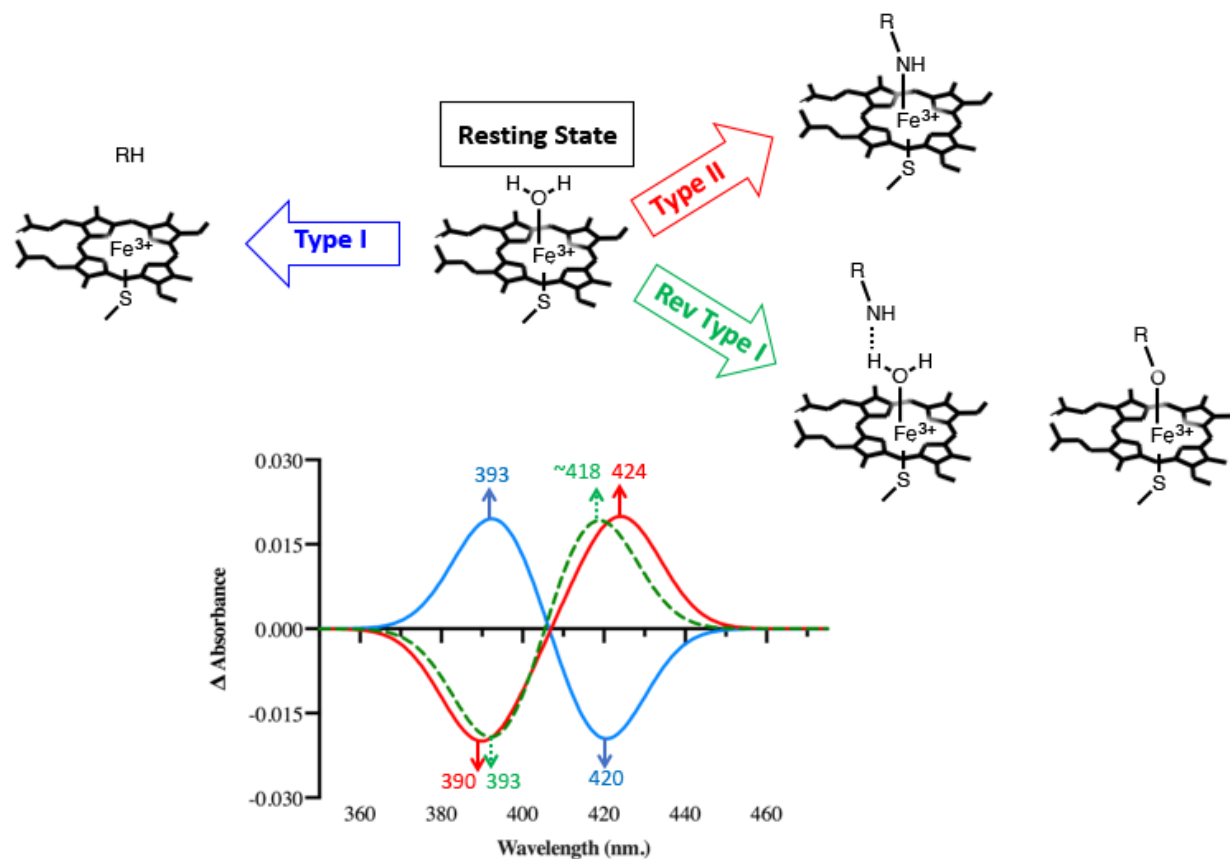 R
NH
Fe3+
S
Type II
Resting State
RH
H H
O
Fe3+
S
Type I
Fe3+
S
Rev Type I
R
NH
H H
O
Fe3+
S
R
O
Fe3+
S
0.030
0.015
0.000
-0.015
-0.030
Δ Absorbance
393
~418
424
390
393
420
360
380
400
420
440
460
Wavelength (nm.)